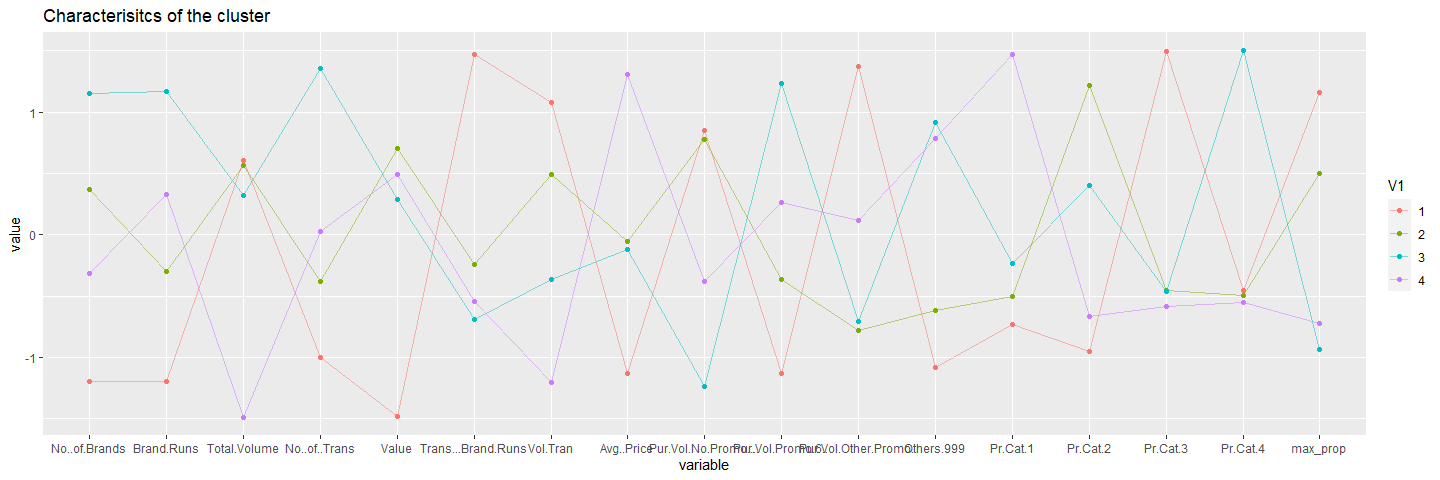 Characterisitcs of the cluster
value
1
0
-1
No..of.Brands Brand.Runs Total.Volume No..of..Trans Value Trans...Brand.Runs Vol.Tran Avg..Price Others.999 Pr.Cat.1 Pr.Cat.2 Pr.Cat.3 Pr.Cat.4 max_prop
variable
V1
1
2
3
4